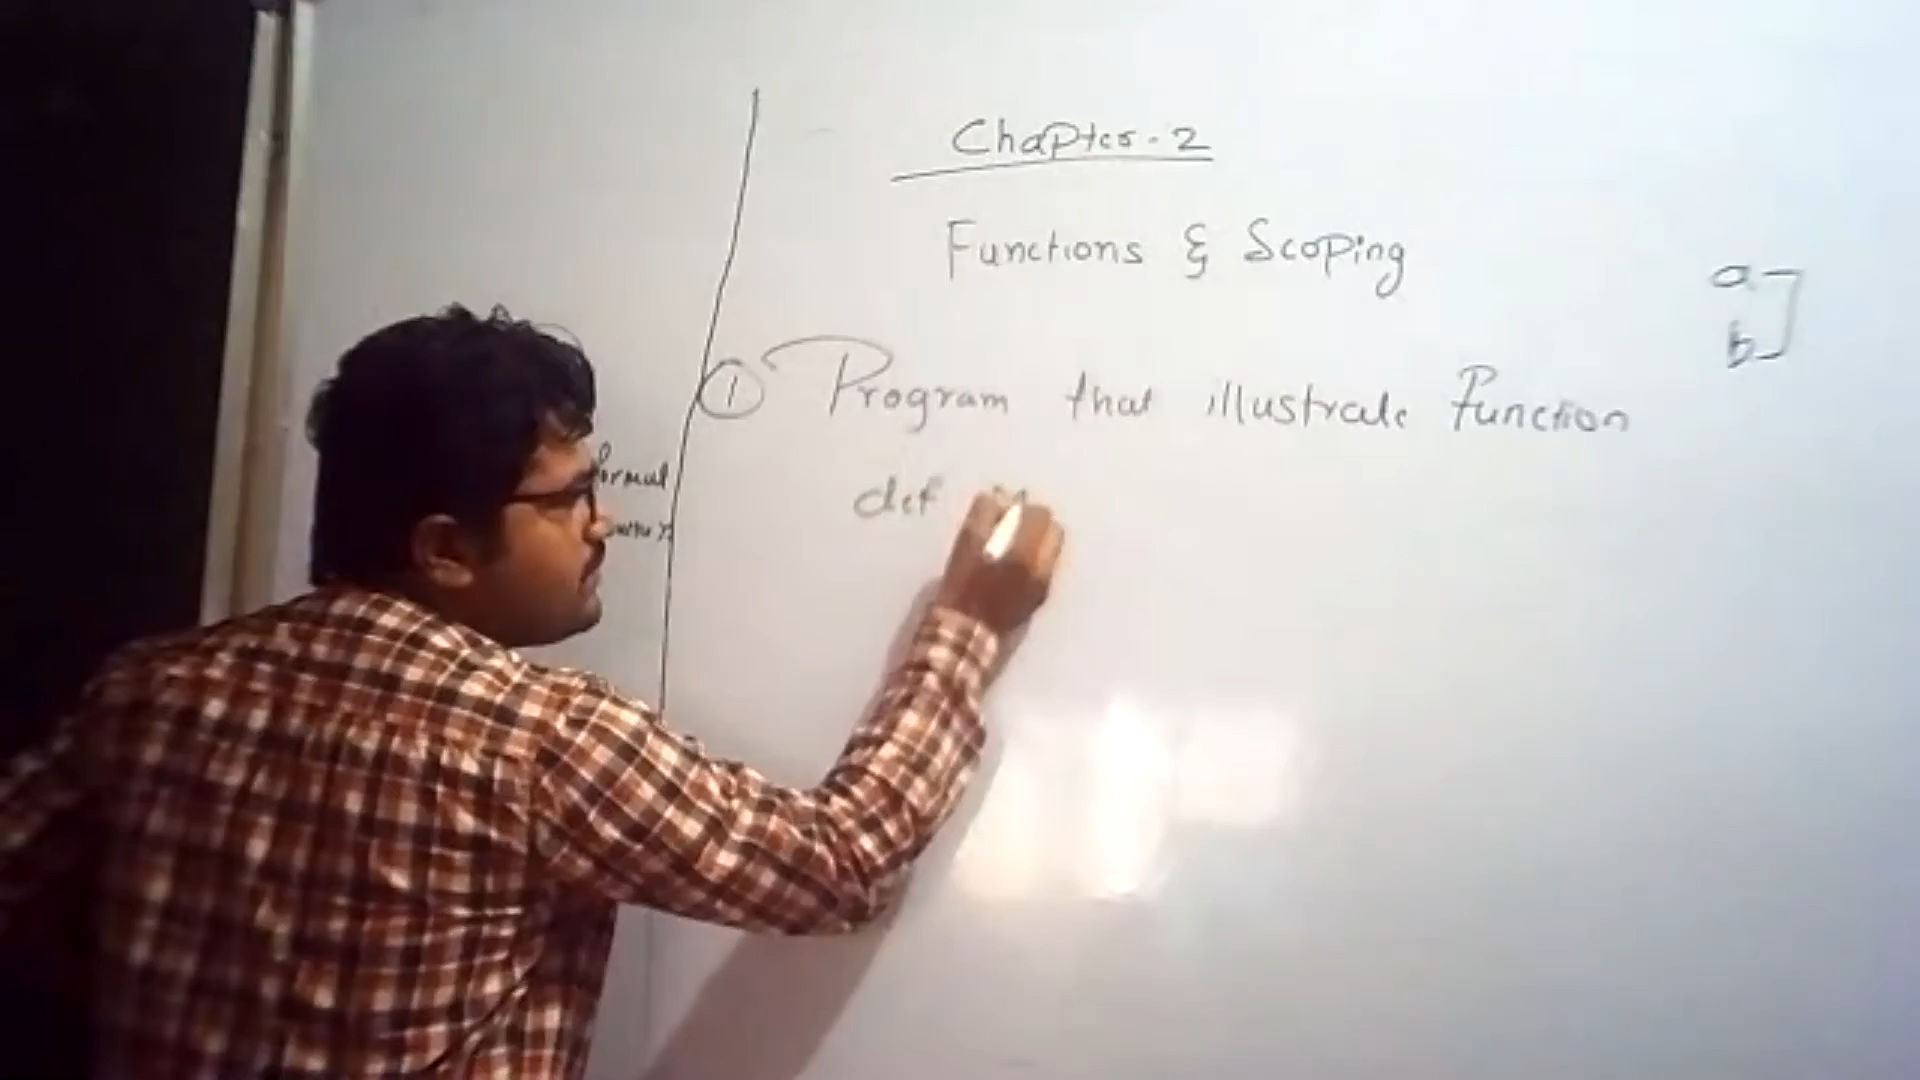 Chapter-2
Functions & Scoping
a
b
① Program that illustrate Function
def
formal